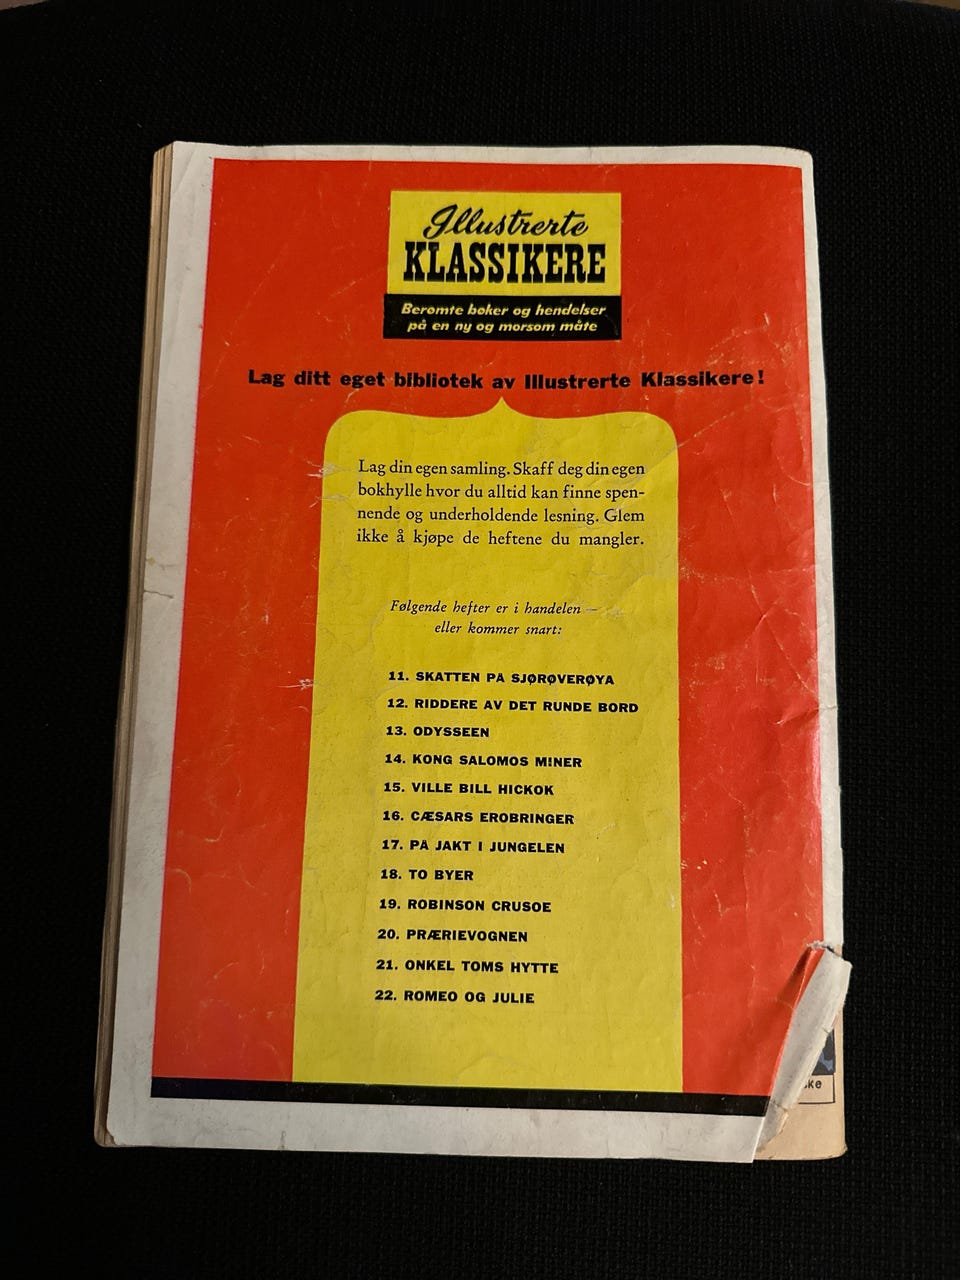 Illustrerte
KLASSIKERE
Berømte bøker og hendelser
på en ny og morsom måte
Lag ditt eget bibliotek av Illustrerte Klassikere!
Lag din egen samling. Skaff deg din egen
bokhylle hvor du alltid kan finne spen-
nende og underholdende lesning. Glem
ikke å kjøpe de heftene du mangler.
Følgende hefter er i handelen —
eller kommer snart:
11. SKATTEN PÅ SJØRØVERØYA
12. RIDDERE AV DET RUNDE BORD
13. ODYSSEEN
14. KONG SALOMOS MINER
15. VILLE BILL HICKOK
16. CÆSARS EROBRINGER
17. PÅ JAKT I JUNGELEN
18. TO BYER
19. ROBINSON CRUSOE
20. PRÆRIEVOGNEN
21. ONKEL TOMS HYTTE
22. ROMEO OG JULIE